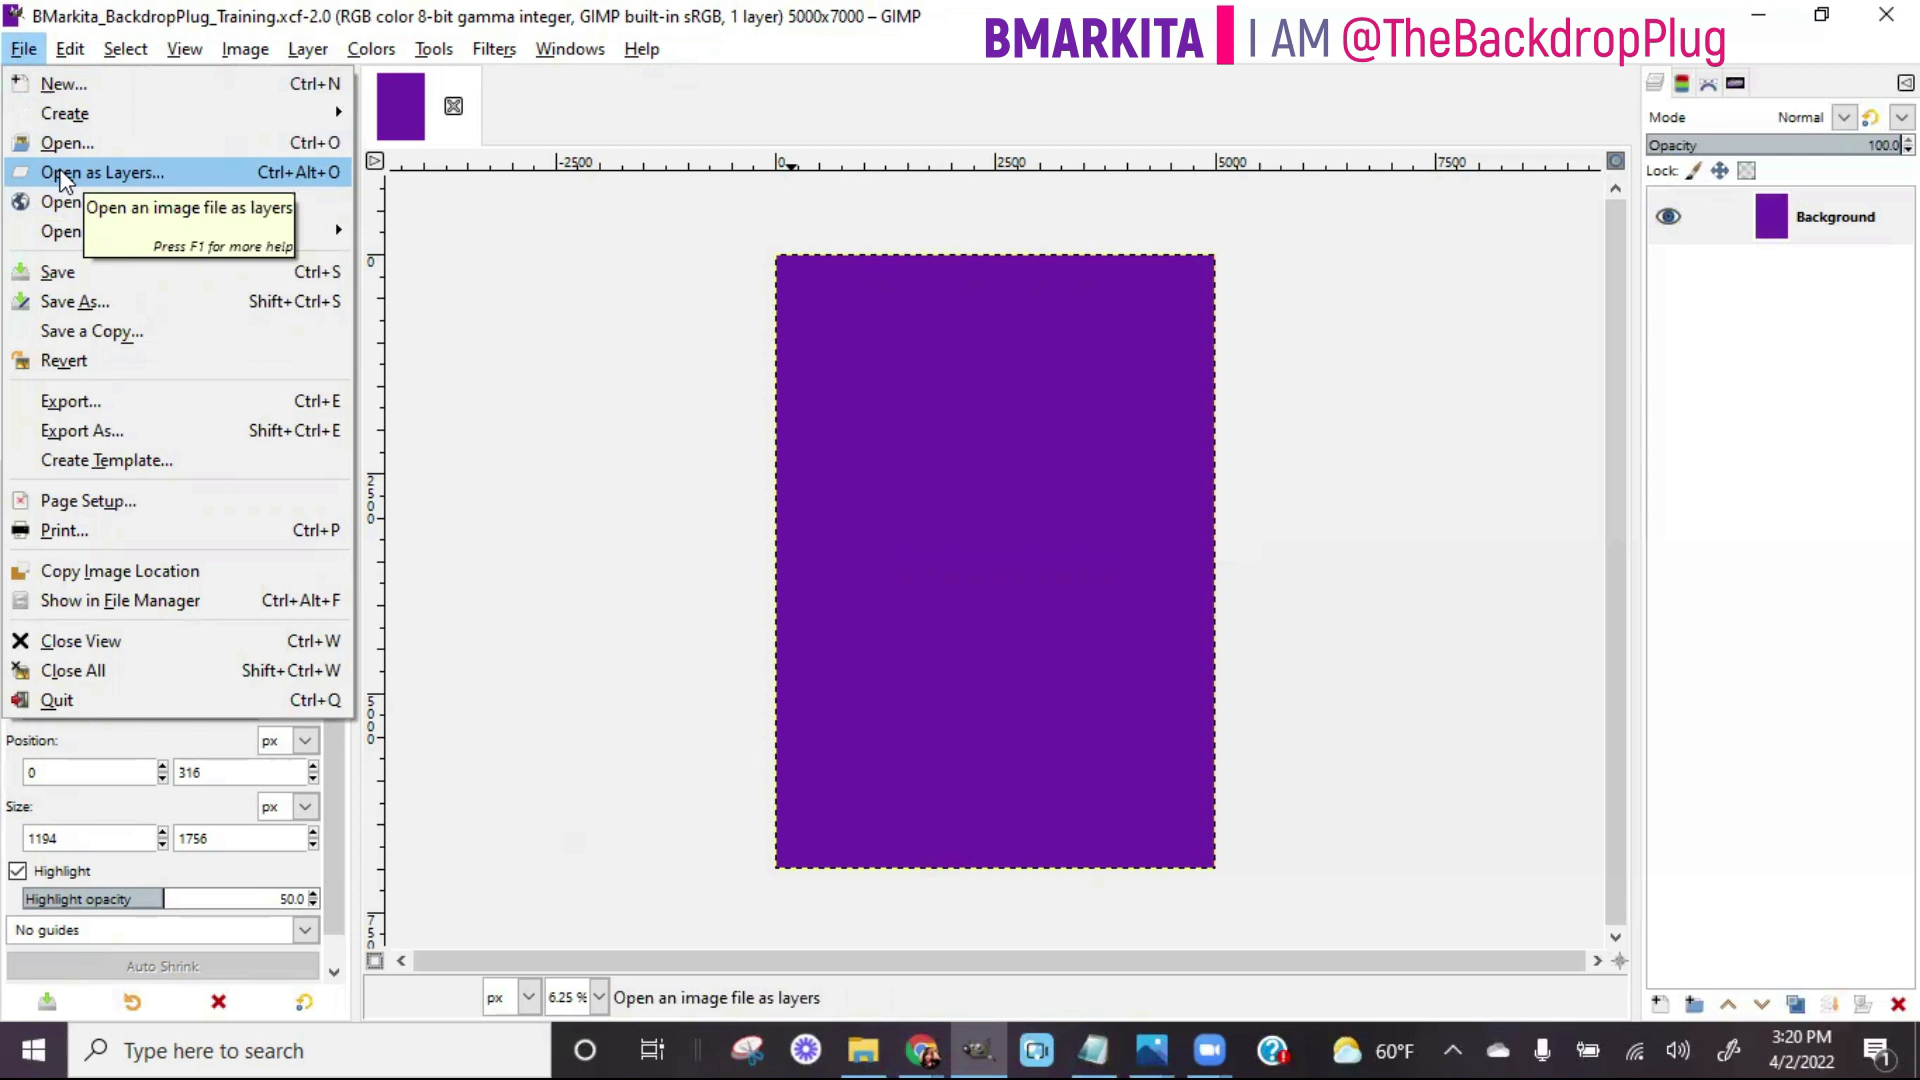 BMarkita_BackdropPlug_Training.xcf-2.0 (RGB color 8-bit gamma integer, GIMP built-in sRGB, 1 layer) 5000x7000 – GIMP
BMARKITA | I AM @TheBackdropPlug
File Edit Select View Image Layer Colors Tools Filters Windows Help
New... Ctrl+N
Create
Open... Ctrl+O
Open as Layers... Ctrl+Alt+O
Open
Open an image file as layers
Open
Press F1 for more help
Save Ctrl+S
Save As... Shift+Ctrl+S
Save a Copy...
Revert
Export... Ctrl+E
Export As... Shift+Ctrl+E
Create Template...
Page Setup...
Print... Ctrl+P
Copy Image Location
Show in File Manager Ctrl+Alt+F
Close View Ctrl+W
Close All Shift+Ctrl+W
Quit Ctrl+Q
Position: px
0 316
Size: px
1194 1756
Highlight
Highlight opacity 50.0
No guides
Auto Shrink
-2500 0 2500 5000 7500
0
2500
5000
750
px 6.25 % Open an image file as layers
Mode Normal
Opacity 100.0
Lock:
Background
Type here to search
60°F
3:20 PM
4/2/2022
1